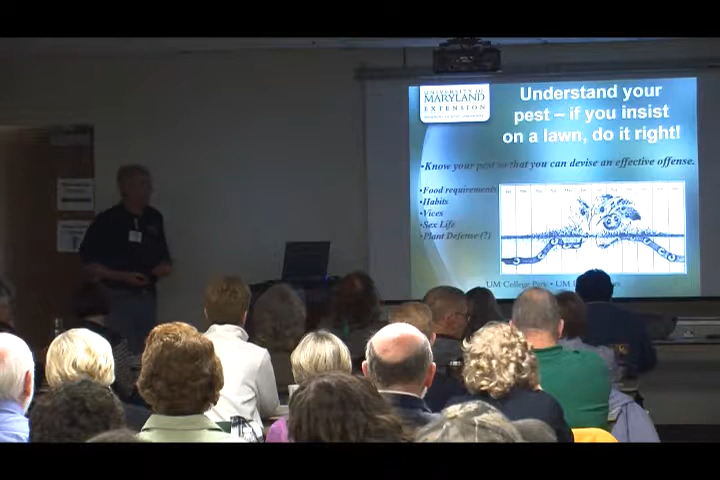 UNIVERSITY OF
MARYLAND
EXTENSION
Understand your
pest – if you insist
on a lawn, do it right!
•Know your pest so that you can devise an effective offense.
•Food requirements
•Habits
•Vices
•Sex Life
•Plant Defense (?)
UM College Park • UM